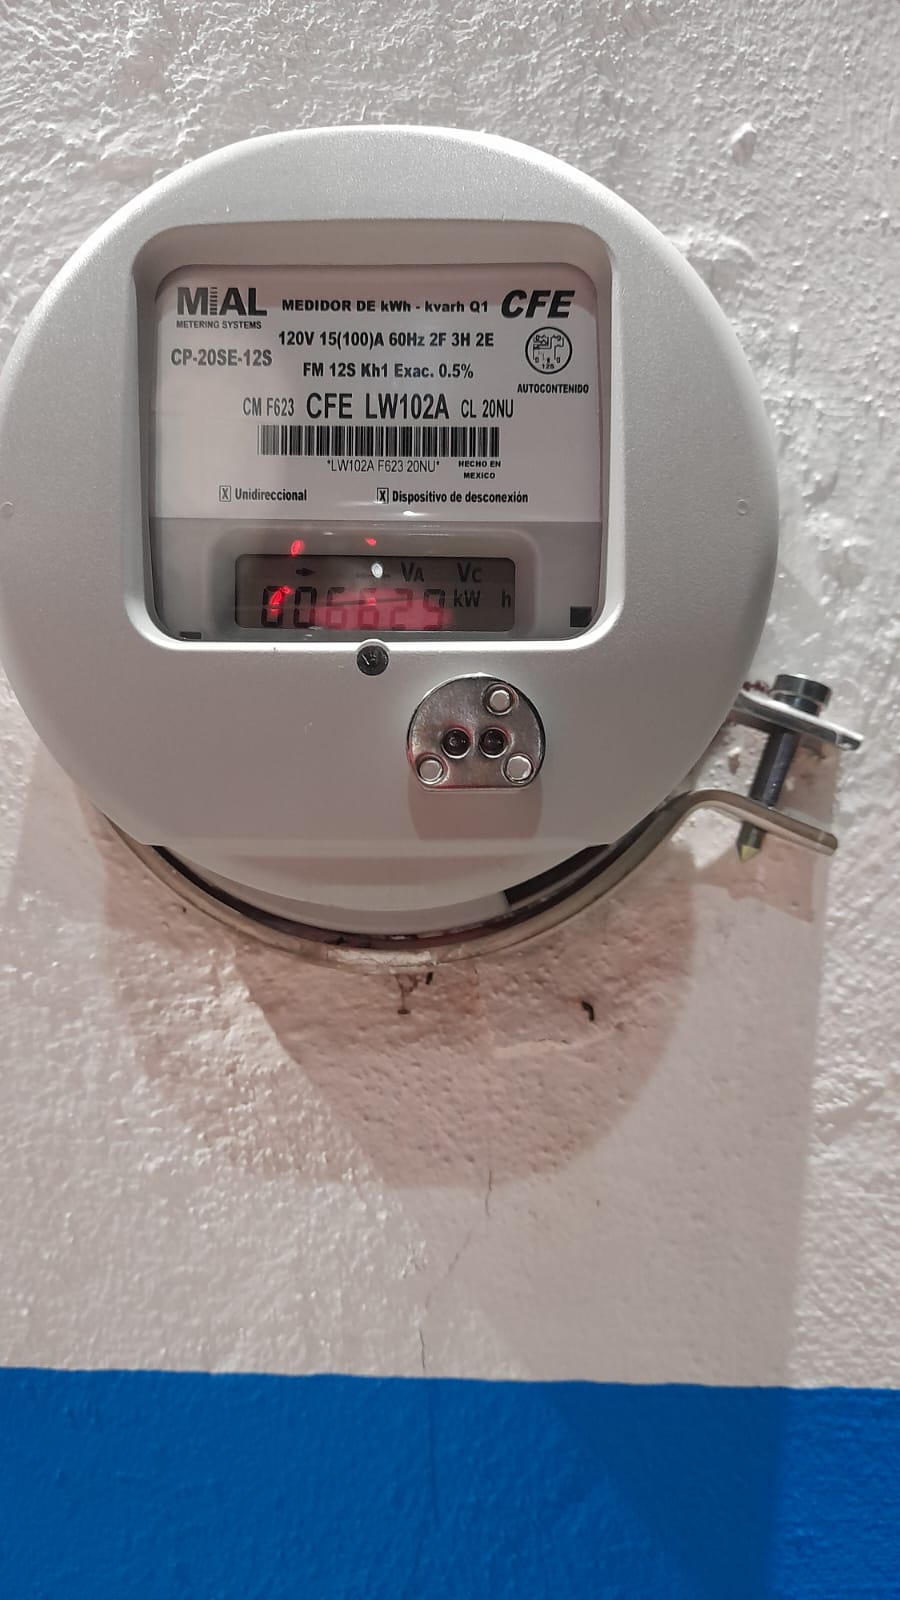 MIAL
METERING SYSTEMS
MEDIDOR DE kWh - kvarh Q1
CFE
120V 15(100)A 60Hz 2F 3H 2E
CP-20SE-12S
FM 12S Kh1 Exac. 0.5%
12S
AUTOCONTENIDO
CM F623 CFE LW102A CL 20NU
*LW102A F623 20NU*
HECHO EN
MEXICO
X Unidireccional
X Dispositivo de desconexión
VA VC
006629 kW h